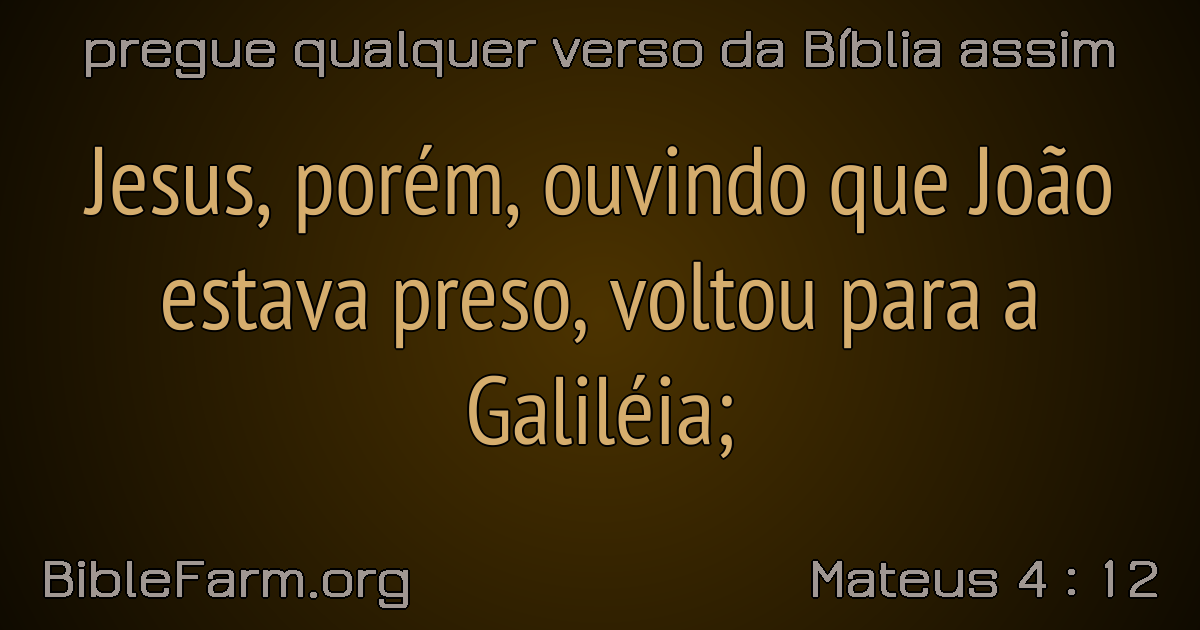 pregue qualquer verso da Bíblia assim
Jesus, porém, ouvindo que João
estava preso, voltou para a
Galiléia;
BibleFarm.org
Mateus 4 : 12